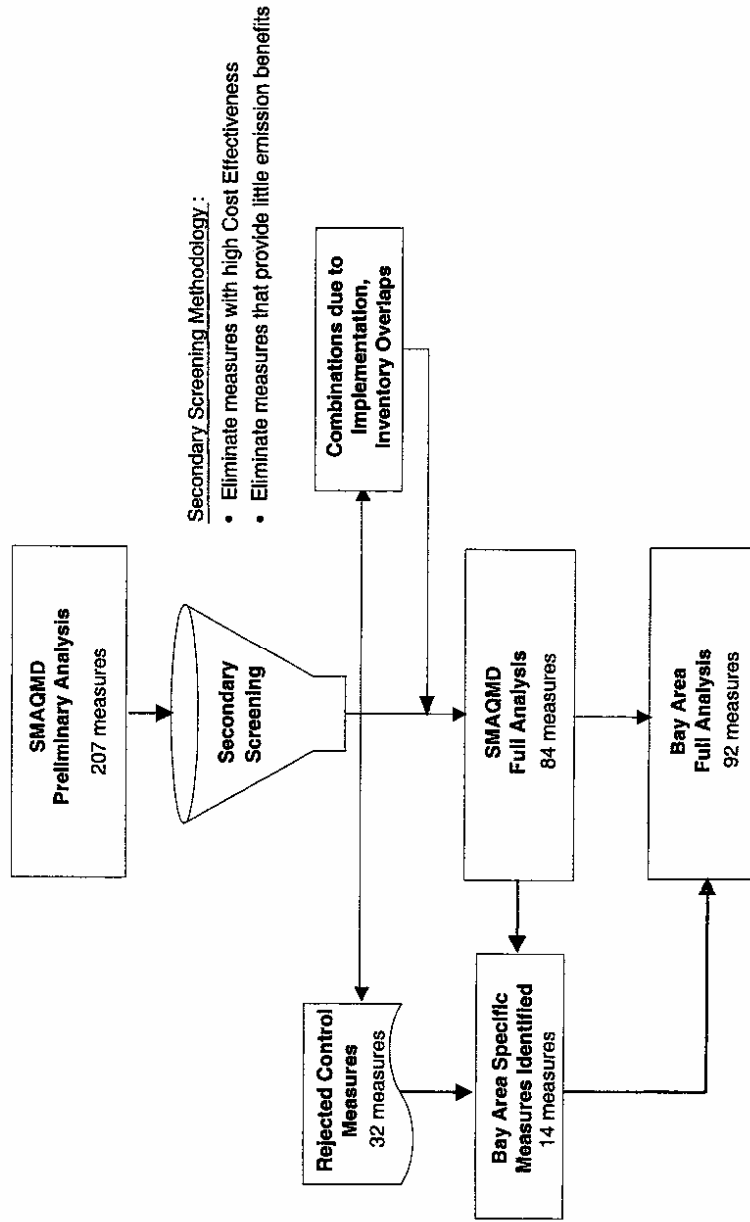 SMAQMD
Preliminary Analysis
207 measures
Secondary Screening Methodology :
• Eliminate measures with high Cost Effectiveness
• Eliminate measures that provide little emission benefits
Secondary
Screening
Rejected Control
Measures
32 measures
Combinations due to
Implementation,
Inventory Overlaps
Bay Area Specific
Measures Identified
14 measures
SMAQMD
Full Analysis
84 measures
Bay Area
Full Analysis
92 measures